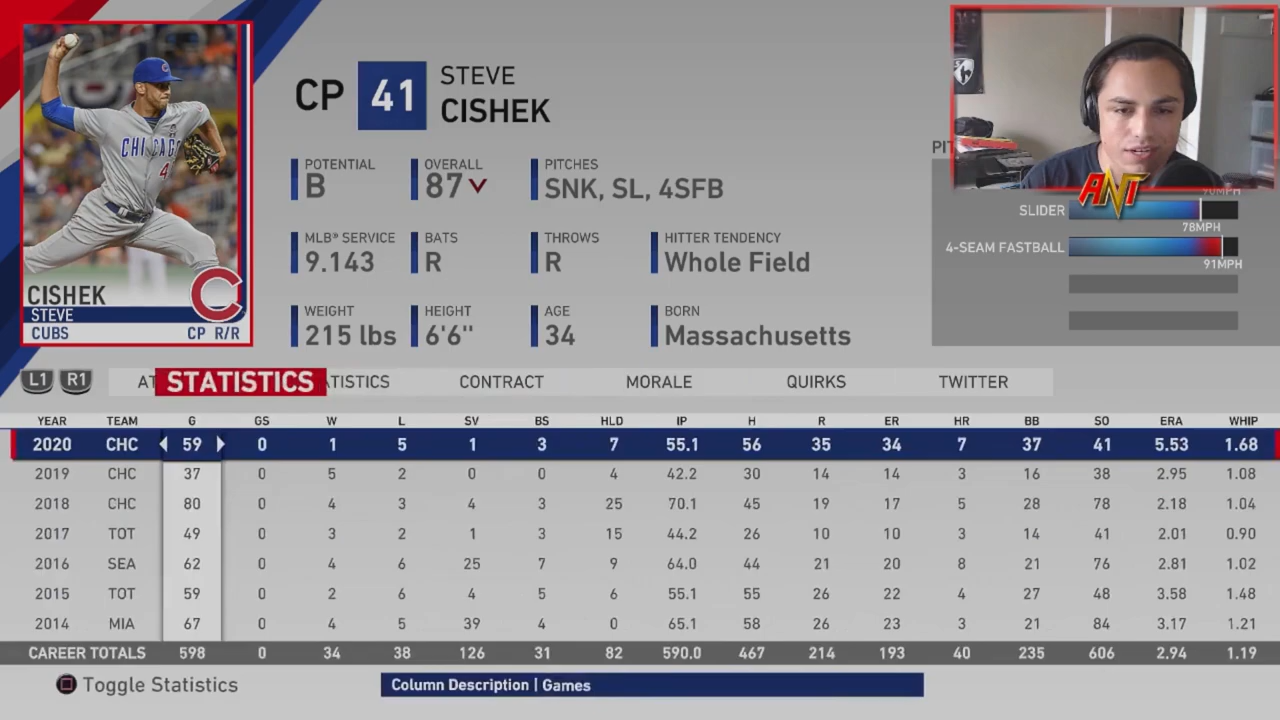 CP 41 STEVE CISHEK
POTENTIAL OVERALL PITCHES
B 87 SNK, SL, 4SFB
MLB® SERVICE BATS THROWS HITTER TENDENCY
9.143 R R Whole Field
WEIGHT HEIGHT AGE BORN
215 lbs 6'6" 34 Massachusetts
CHICAGO
4
CISHEK
STEVE
CUBS CP R/R
C
PIT
ANT
90MPH
SLIDER
78MPH
4-SEAM FASTBALL
91MPH
L1 R1 AT STATISTICS TISTICS CONTRACT MORALE QUIRKS TWITTER
YEAR TEAM G GS W L SV BS HLD IP H R ER HR BB SO ERA WHIP
2020 CHC 59 0 1 5 1 3 7 55.1 56 35 34 7 37 41 5.53 1.68
2019 CHC 37 0 5 2 0 0 4 42.2 30 14 14 3 16 38 2.95 1.08
2018 CHC 80 0 4 3 4 3 25 70.1 45 19 17 5 28 78 2.18 1.04
2017 TOT 49 0 3 2 1 3 15 44.2 26 10 10 3 14 41 2.01 0.90
2016 SEA 62 0 4 6 25 7 9 64.0 44 21 20 8 21 76 2.81 1.02
2015 TOT 59 0 2 6 4 5 6 55.1 55 26 22 4 27 48 3.58 1.48
2014 MIA 67 0 4 5 39 4 0 65.1 58 26 23 3 21 84 3.17 1.21
CAREER TOTALS 598 0 34 38 126 31 82 590.0 467 214 193 40 235 606 2.94 1.19
Toggle Statistics
Column Description | Games